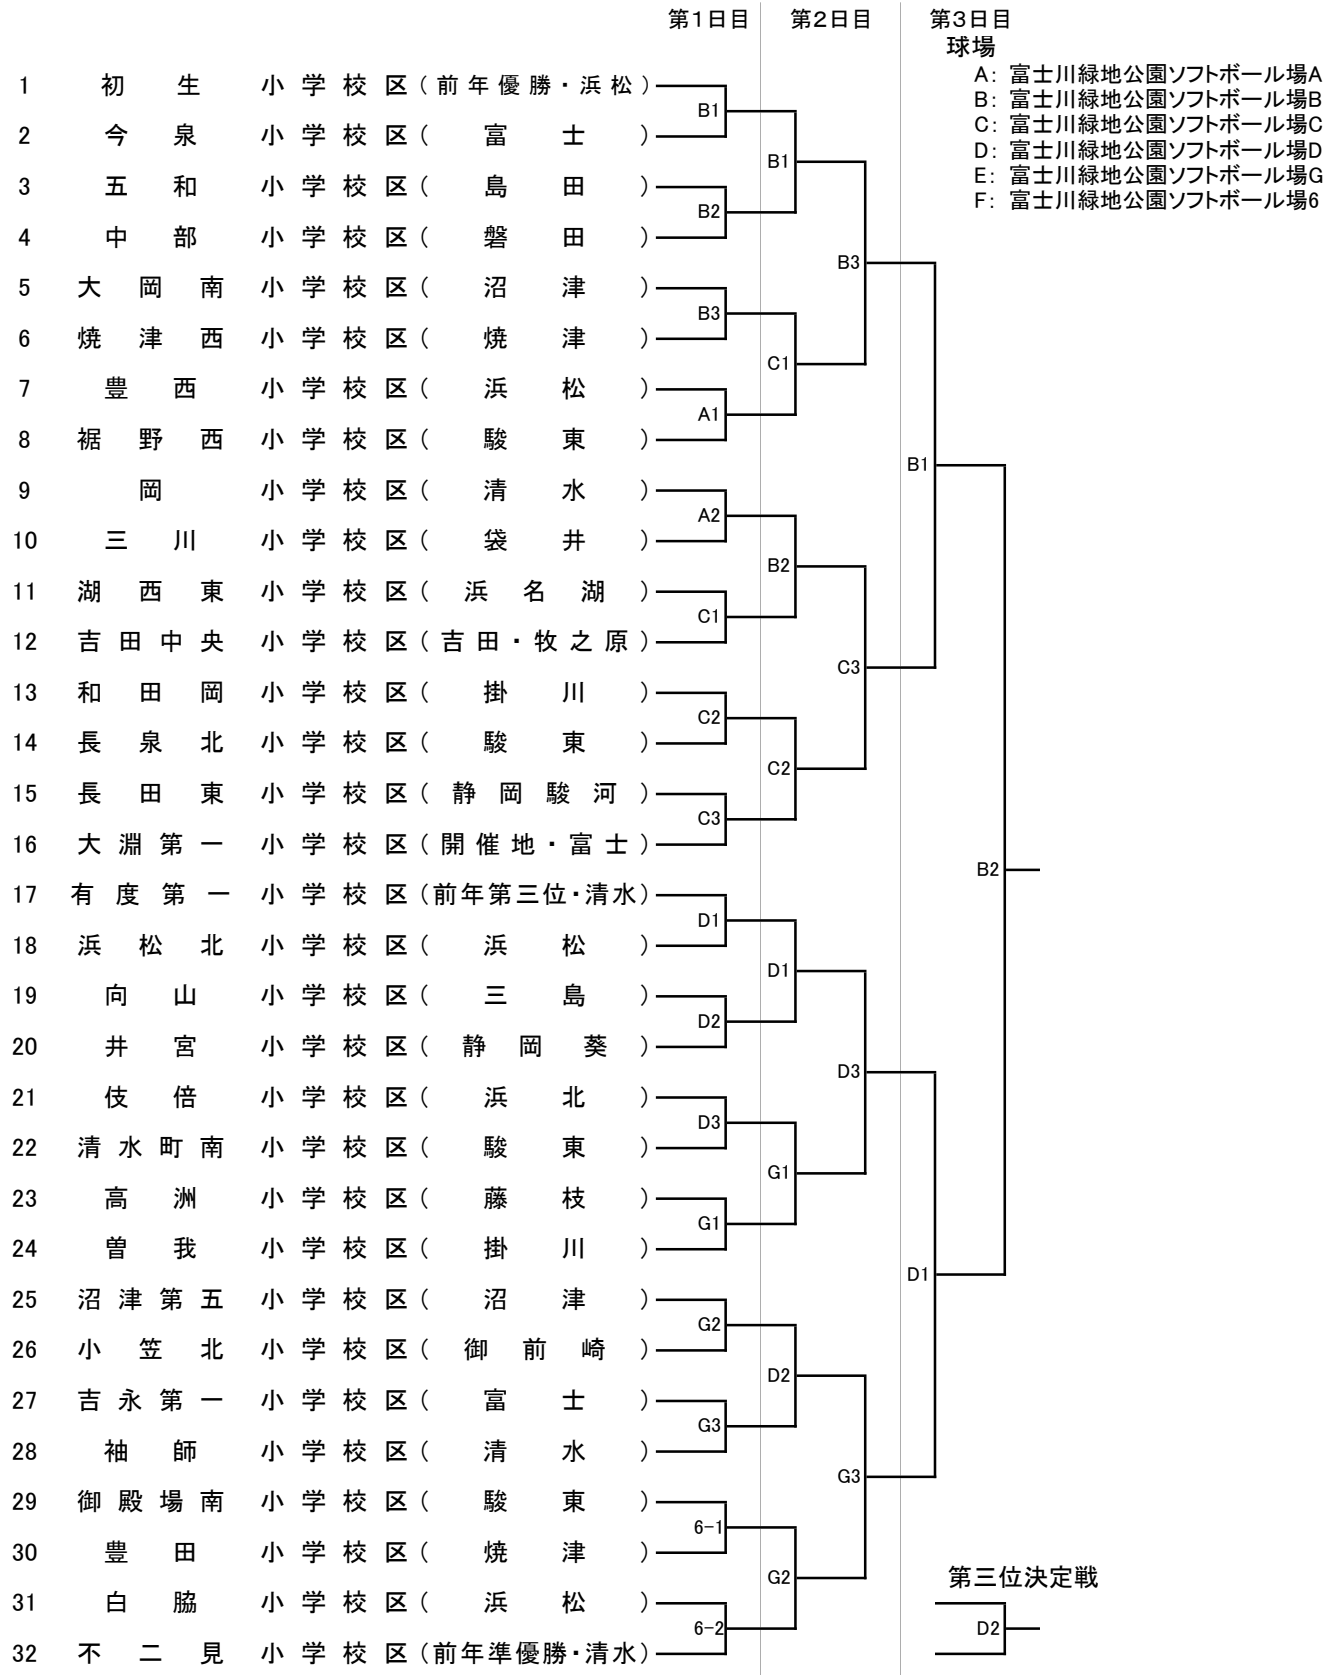 第1日目 第2日目 第3日目
球場
A: 富士川緑地公園ソフトボール場A
B: 富士川緑地公園ソフトボール場B
C: 富士川緑地公園ソフトボール場C
D: 富士川緑地公園ソフトボール場D
E: 富士川緑地公園ソフトボール場G
F: 富士川緑地公園ソフトボール場6
1 初生 小学校区(前年優勝・浜松)
B1
2 今泉 小学校区(富士)
B1
3 五和 小学校区(島田)
B2
4 中部 小学校区(磐田)
B3
5 大岡南 小学校区(沼津)
B3
6 焼津西 小学校区(焼津)
C1
7 豊西 小学校区(浜松)
A1
8 裾野西 小学校区(駿東)
B1
9 岡 小学校区(清水)
A2
10 三川 小学校区(袋井)
B2
11 湖西東 小学校区(浜名湖)
C1
12 吉田中央 小学校区(吉田・牧之原)
C3
13 和田岡 小学校区(掛川)
C2
14 長泉北 小学校区(駿東)
C2
15 長田東 小学校区(静岡駿河)
C3
16 大淵第一 小学校区(開催地・富士)
B2
17 有度第一 小学校区(前年第三位・清水)
D1
18 浜松北 小学校区(浜松)
D1
19 向山 小学校区(三島)
D2
20 井宮 小学校区(静岡葵)
D3
21 伎倍 小学校区(浜北)
D3
22 清水町南 小学校区(駿東)
G1
23 高洲 小学校区(藤枝)
G1
24 曽我 小学校区(掛川)
D1
25 沼津第五 小学校区(沼津)
G2
26 小笠北 小学校区(御前崎)
D2
27 吉永第一 小学校区(富士)
G3
28 袖師 小学校区(清水)
G3
29 御殿場南 小学校区(駿東)
6-1
30 豊田 小学校区(焼津)
G2 第三位決定戦
31 白脇 小学校区(浜松)
6-2 D2
32 不二見 小学校区(前年準優勝・清水)